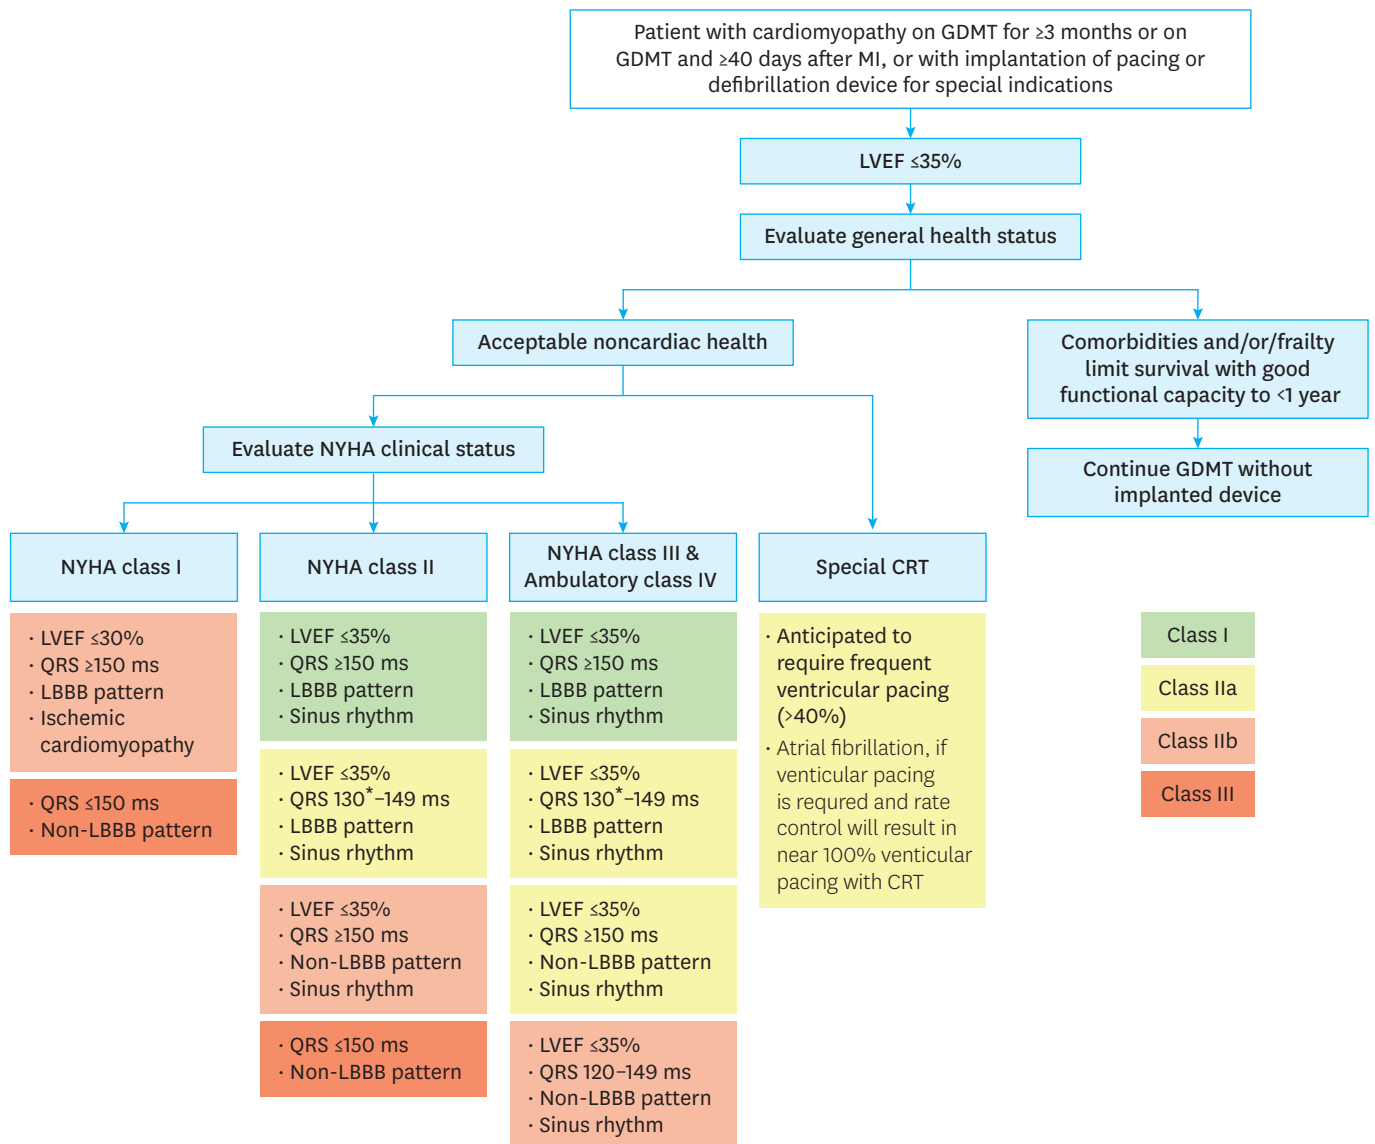 Patient with cardiomyopathy on GDMT for ≥3 months or on
GDMT and ≥40 days after MI, or with implantation of pacing or
defibrillation device for special indications
LVEF ≤35%
Evaluate general health status
Acceptable noncardiac health
Comorbidities and/or/frailty
limit survival with good
functional capacity to <1 year
Evaluate NYHA clinical status
Continue GDMT without
implanted device
NYHA class I
NYHA class II
NYHA class III &
Ambulatory class IV
Special CRT
· LVEF ≤30%
· QRS ≥150 ms
· LBBB pattern
· Ischemic
cardiomyopathy
· QRS ≤150 ms
· Non-LBBB pattern
· LVEF ≤35%
· QRS ≥150 ms
· LBBB pattern
· Sinus rhythm
· LVEF ≤35%
· QRS 130*–149 ms
· LBBB pattern
· Sinus rhythm
· LVEF ≤35%
· QRS ≥150 ms
· Non-LBBB pattern
· Sinus rhythm
· QRS ≤150 ms
· Non-LBBB pattern
· LVEF ≤35%
· QRS ≥150 ms
· LBBB pattern
· Sinus rhythm
· LVEF ≤35%
· QRS 130*–149 ms
· LBBB pattern
· Sinus rhythm
· LVEF ≤35%
· QRS ≥150 ms
· Non-LBBB pattern
· Sinus rhythm
· LVEF ≤35%
· QRS 120–149 ms
· Non-LBBB pattern
· Sinus rhythm
· Anticipated to
require frequent
ventricular pacing
(>40%)
· Atrial fibrillation, if
venticular pacing
is requred and rate
control will result in
near 100% venticular
pacing with CRT
Class I
Class IIa
Class IIb
Class III